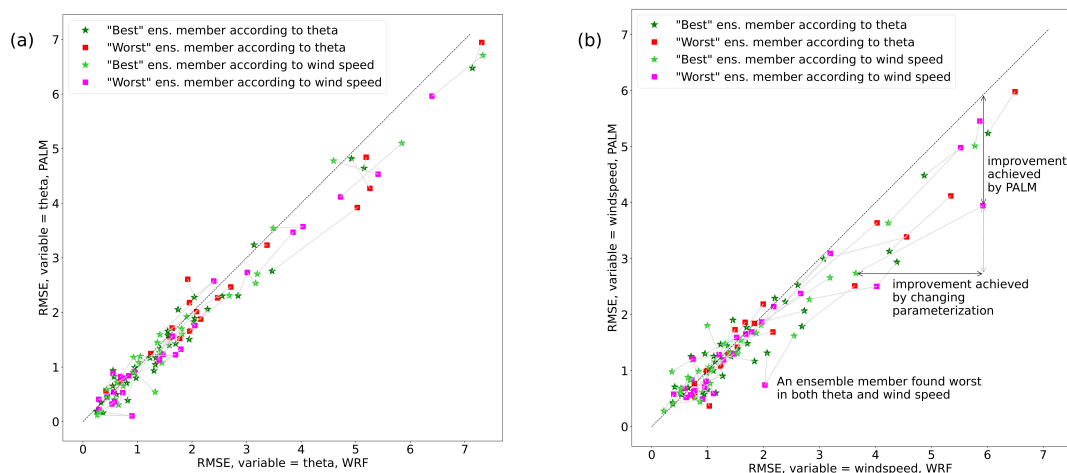 (a)
"Best" ens. member according to theta
"Worst" ens. member according to theta
"Best" ens. member according to wind speed
"Worst" ens. member according to wind speed
RMSE, variable = theta, PALM
7
6
5
4
3
2
1
0
0 1 2 3 4 5 6 7
RMSE, variable = theta, WRF
(b)
"Best" ens. member according to theta
"Worst" ens. member according to theta
"Best" ens. member according to wind speed
"Worst" ens. member according to wind speed
RMSE, variable = windspeed, PALM
7
6
5
4
3
2
1
0
improvement
achieved
by PALM
improvement achieved
by changing
parameterization
An ensemble member found worst
in both theta and wind speed
0 1 2 3 4 5 6 7
RMSE, variable = windspeed, WRF